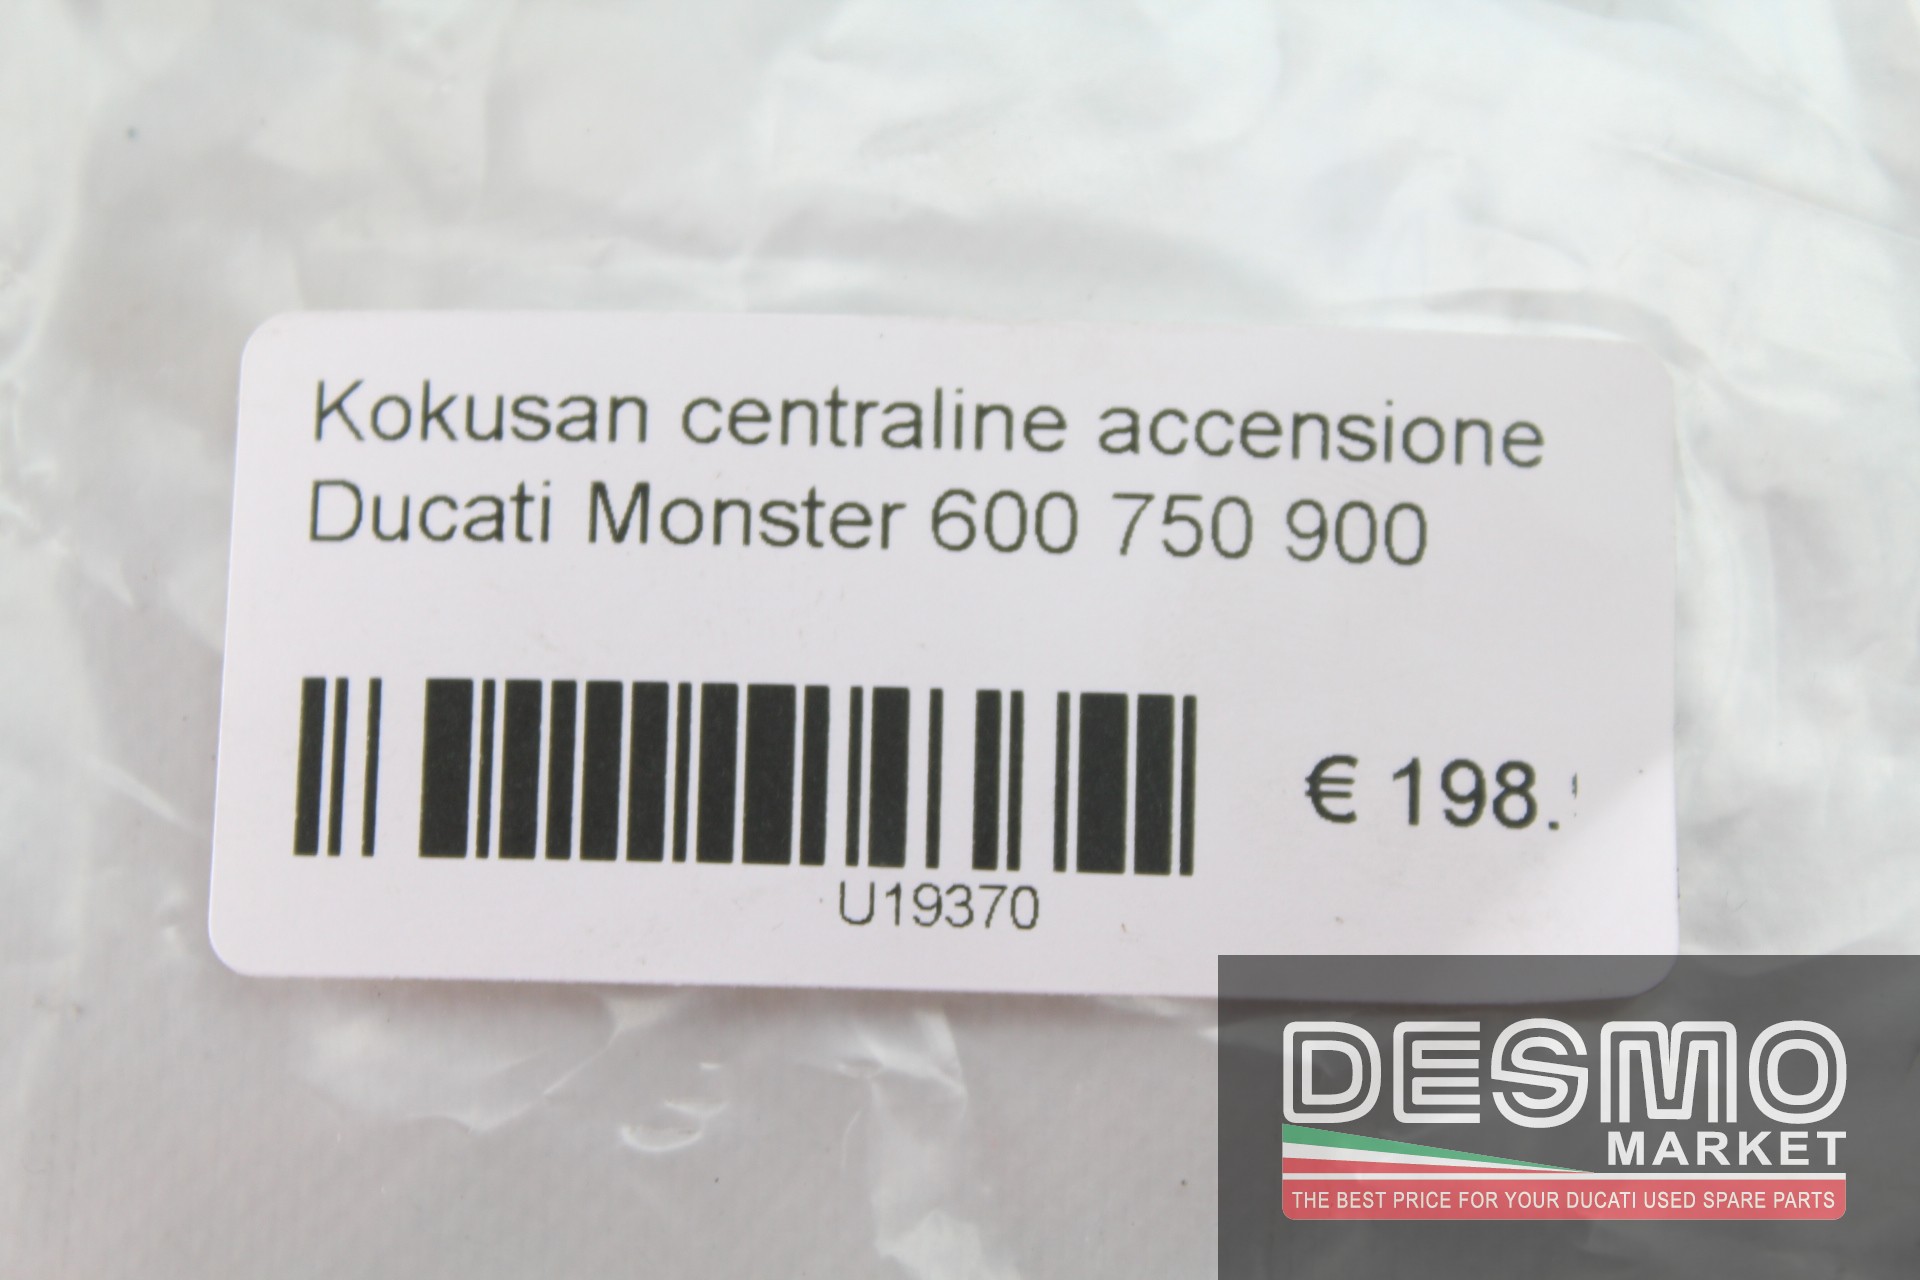 Kokusan centraline accensione
Ducati Monster 600 750 900
€ 198.
U19370
DESMO
MARKET
THE BEST PRICE FOR YOUR DUCATI USED SPARE PARTS